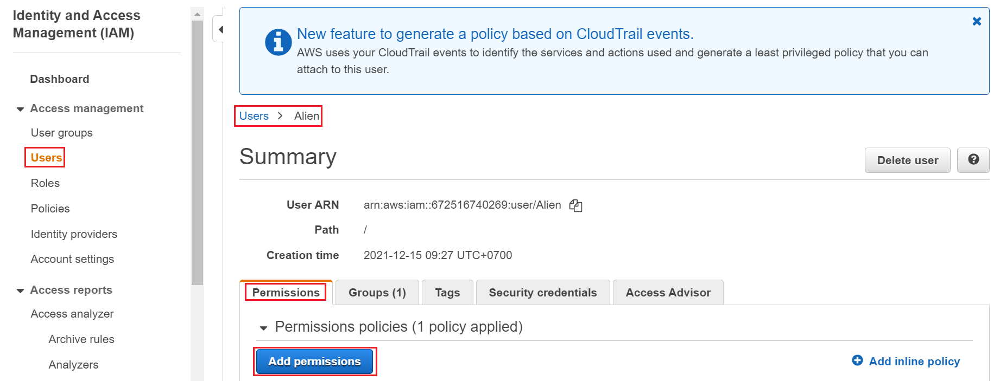 Identity and Access
Management (IAM)
Dashboard
Access management
User groups
Users
Roles
Policies
Identity providers
Account settings
Access reports
Access analyzer
Archive rules
Analyzers
New feature to generate a policy based on CloudTrail events.
AWS uses your CloudTrail events to identify the services and actions used and generate a least privileged policy that you can
attach to this user.
Users > Alien
Summary
Delete user
User ARN arn:aws:iam::672516740269:user/Alien
Path /
Creation time 2021-12-15 09:27 UTC+0700
Permissions Groups (1) Tags Security credentials Access Advisor
Permissions policies (1 policy applied)
Add permissions
Add inline policy